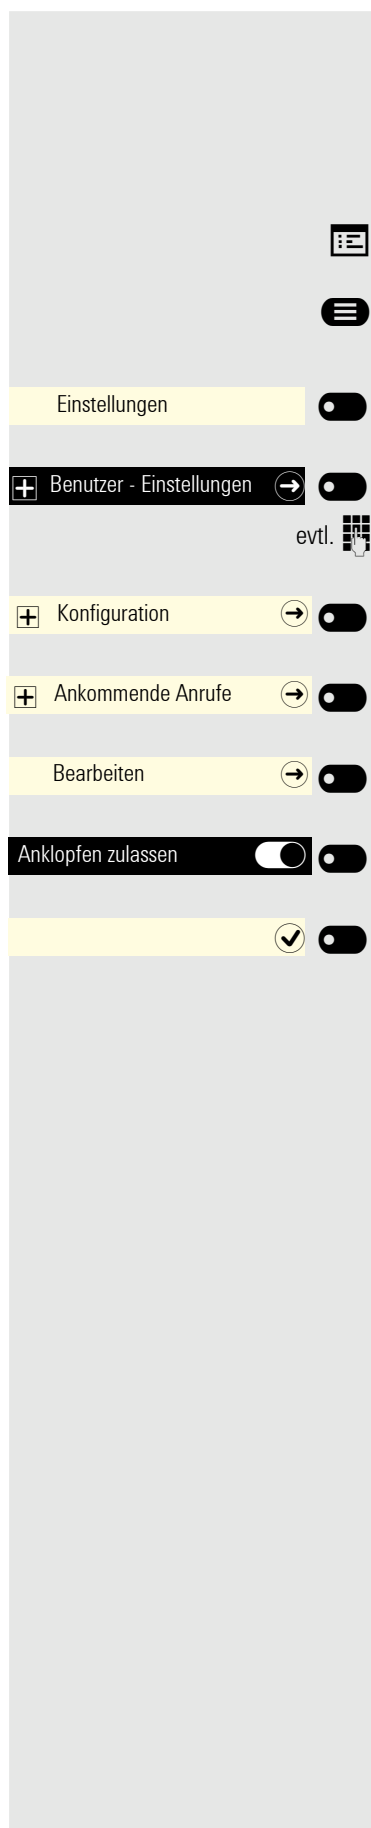 Einstellungen
Benutzer - Einstellungen
evtl.
Konfiguration
Ankommende Anrufe
Bearbeiten
Anklopfen zulassen